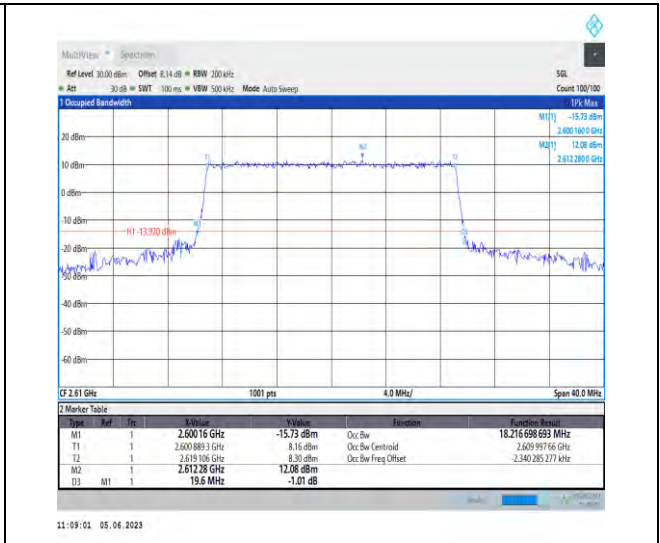 MultiView Spectrum
Ref Level 30.00 dBm Offset 8.14 dB RBW 200 kHz SGL
Att 30 dB SWT 100 ms VBW 500 kHz Mode Auto Sweep Count 100/100
1 Occupied Bandwidth 1Pk Max
M1[1] -15.73 dBm
2.600 160 0 GHz
20 dBm
M2[1] 12.08 dBm
2.612 280 0 GHz
M2
T1 T2
10 dBm
0 dBm
-10 dBm
M1
H1 -13.920 dBm
D3
-20 dBm
-30 dBm
-40 dBm
-50 dBm
-60 dBm
CF 2.61 GHz 1001 pts 4.0 MHz/ Span 40.0 MHz
2 Marker Table
Type Ref Trc X-Value Y-Value Function Function Result
M1 1 2.60016 GHz -15.73 dBm Occ Bw 18.216 698 693 MHz
T1 1 2.600 889 3 GHz 8.16 dBm Occ Bw Centroid 2.609 997 66 GHz
T2 1 2.619 106 GHz 8.30 dBm Occ Bw Freq Offset -2.340 285 277 kHz
M2 1 2.612 28 GHz 12.08 dBm
D3 M1 1 19.6 MHz -1.01 dB
11:09:01 05.06.2023